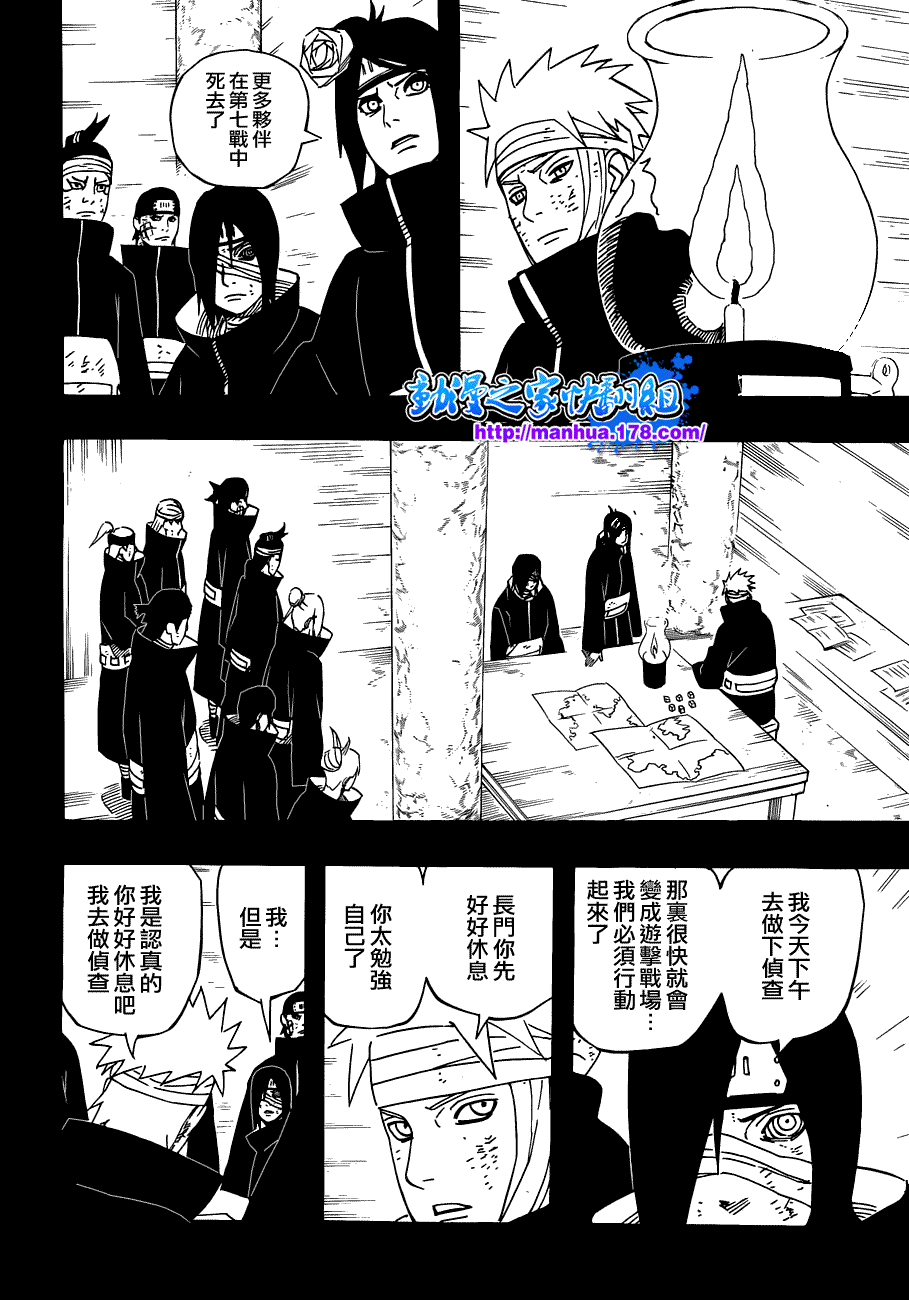 更多夥伴
在第七戰中
死去了
動漫之家快翻組
http://manhua.178.com/
我今天下午
去做下偵查
那裏很快就會
變成遊擊戰場…
我們必須行動
起來了
長門你先
好好休息
你太勉強
自己了
我…
但是
我是認真的
你好好休息吧
我去做偵查